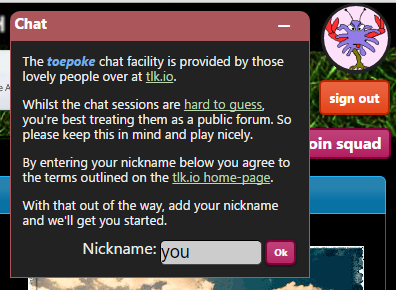 Chat
The toepoke chat facility is provided by those
lovely people over at tlk.io.
Whilst the chat sessions are hard to guess,
you're best treating them as a public forum. So
please keep this in mind and play nicely.
By entering your nickname below you agree to
the terms outlined on the tlk.io home-page.
With that out of the way, add your nickname
and we'll get you started.
Nickname: you Ok
sign out
oin squad